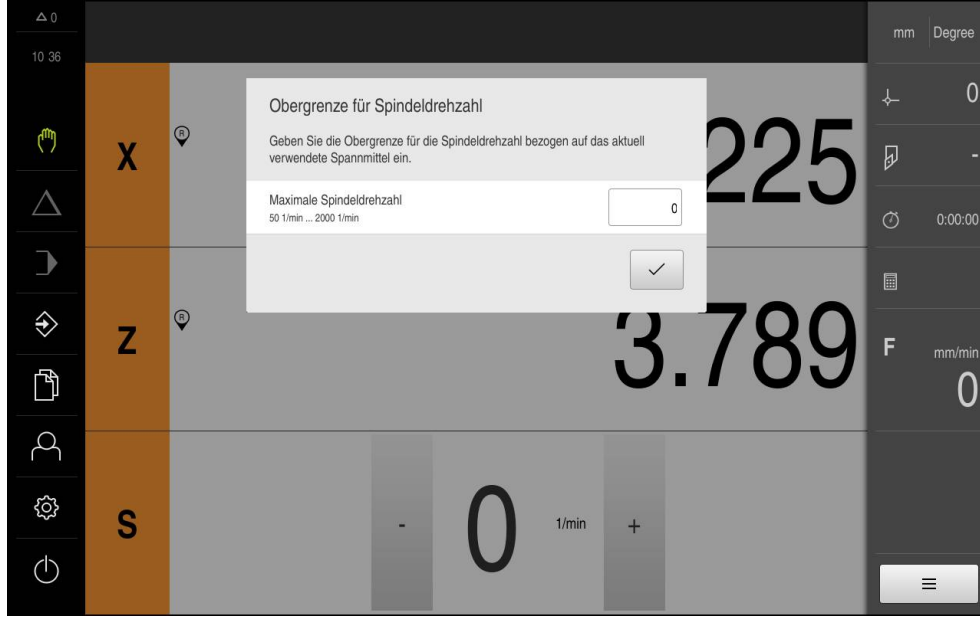 0
10 36
mm Degree
0
-
0:00:00
F mm/min
0
Obergrenze für Spindeldrehzahl
Geben Sie die Obergrenze für die Spindeldrehzahl bezogen auf das aktuell
verwendete Spannmittel ein.
Maximale Spindeldrehzahl
50 1/min ... 2000 1/min
0
X R 225
Z R 3.789
S - 0 1/min +